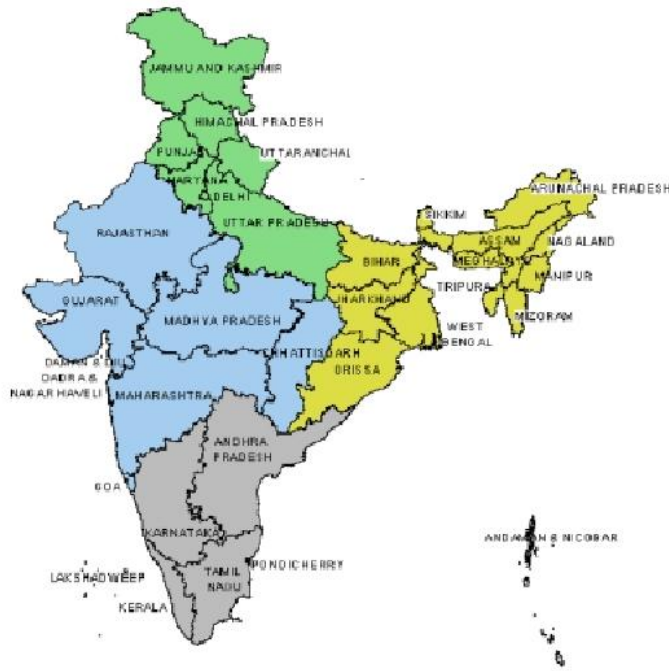 JAMMU AND KASHMIR
HIMACHAL PRADESH
PUNJAB
UTTARANCHAL
HARYANA
DELHI
ARUNACHAL PRADESH
UTTAR PRADESH
SIKKIM
RAJASTHAN
ASSAM
NAGALAND
BIHAR
MEGHALAYA
MANIPUR
TRIPURA
GUJARAT
JHARKHAND
MADHYA PRADESH
MIZORAM
WEST
BENGAL
CHHATTISGARH
DAMAN & DIU
ORISSA
DADRA &
NAGAR HAVELI
MAHARASHTRA
ANDHRA
PRADESH
GOA
KARNATAKA
ANDAMAN & NICOBAR
PONDICHERRY
LAKSHADWEEP
TAMIL
NADU
KERALA